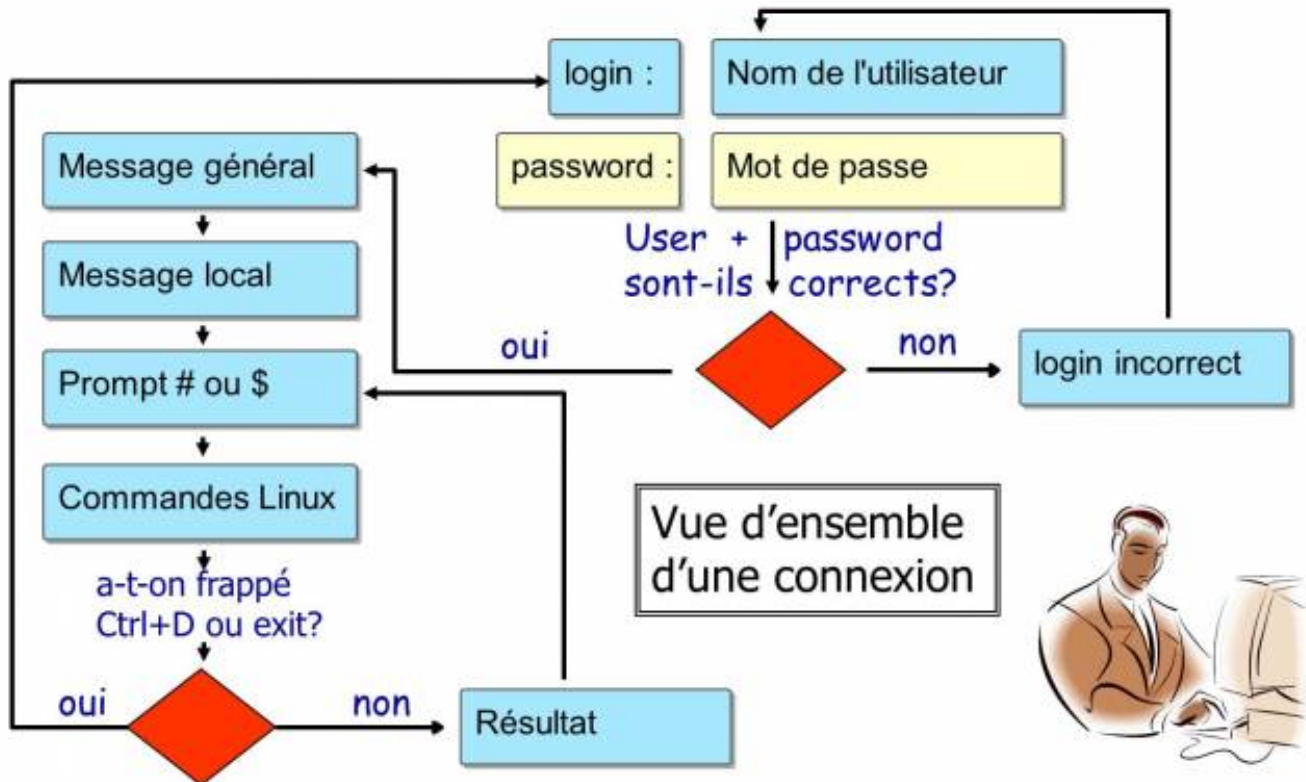 login :
Nom de l'utilisateur
password :
Mot de passe
User + password
sont-ils corrects?
oui
non
login incorrect
Message général
Message local
Prompt # ou $
Commandes Linux
a-t-on frappé
Ctrl+D ou exit?
oui
non
Résultat
Vue d'ensemble
d'une connexion